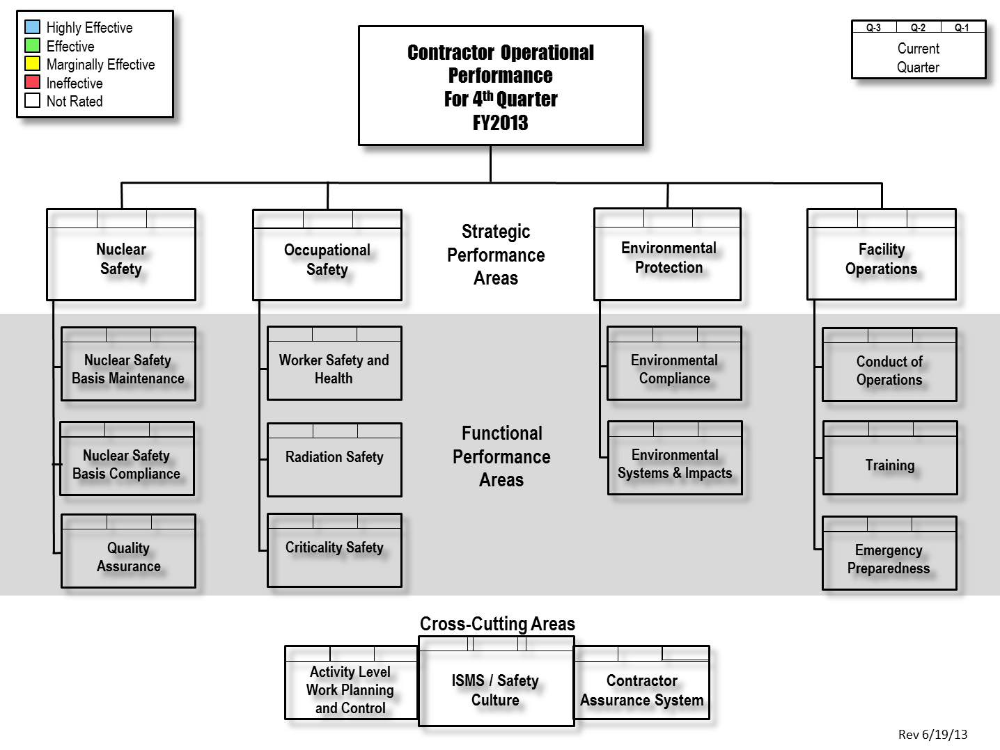 Highly Effective
Effective
Marginally Effective
Ineffective
Not Rated
Contractor Operational
Performance
For 4th Quarter
FY2013
Q-3 Q-2 Q-1
Current
Quarter
Nuclear
Safety
Occupational
Safety
Strategic
Performance
Areas
Environmental
Protection
Facility
Operations
Nuclear Safety
Basis Maintenance
Worker Safety and
Health
Environmental
Compliance
Conduct of
Operations
Nuclear Safety
Basis Compliance
Radiation Safety
Functional
Performance
Areas
Environmental
Systems & Impacts
Training
Quality
Assurance
Criticality Safety
Emergency
Preparedness
Cross-Cutting Areas
Activity Level
Work Planning
and Control
ISMS / Safety
Culture
Contractor
Assurance System
Rev 6/19/13